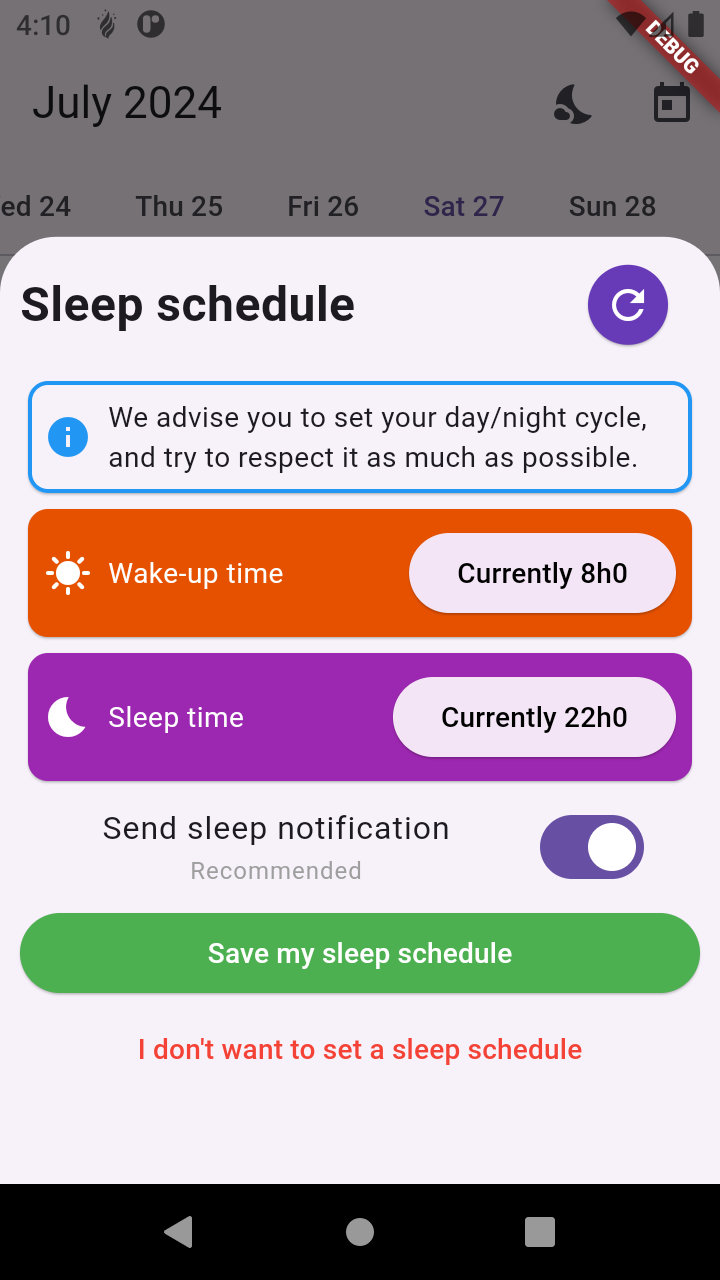 4:10
DEBUG
July 2024
ed 24 Thu 25 Fri 26 Sat 27 Sun 28
Sleep schedule
We advise you to set your day/night cycle,
and try to respect it as much as possible.
Wake-up time Currently 8h0
Sleep time Currently 22h0
Send sleep notification
Recommended
Save my sleep schedule
I don't want to set a sleep schedule